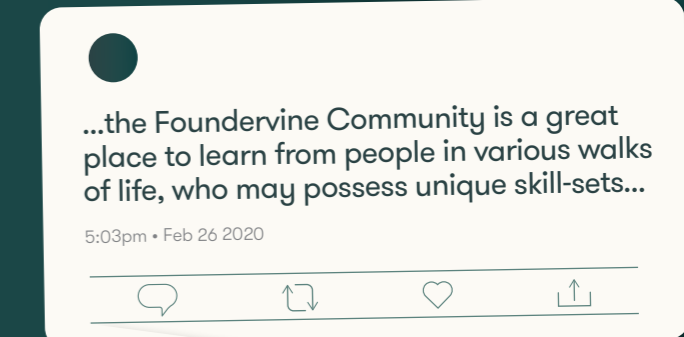 ...the Foundervine Community is a great
place to learn from people in various walks
of life, who may possess unique skill-sets...
5:03pm • Feb 26 2020